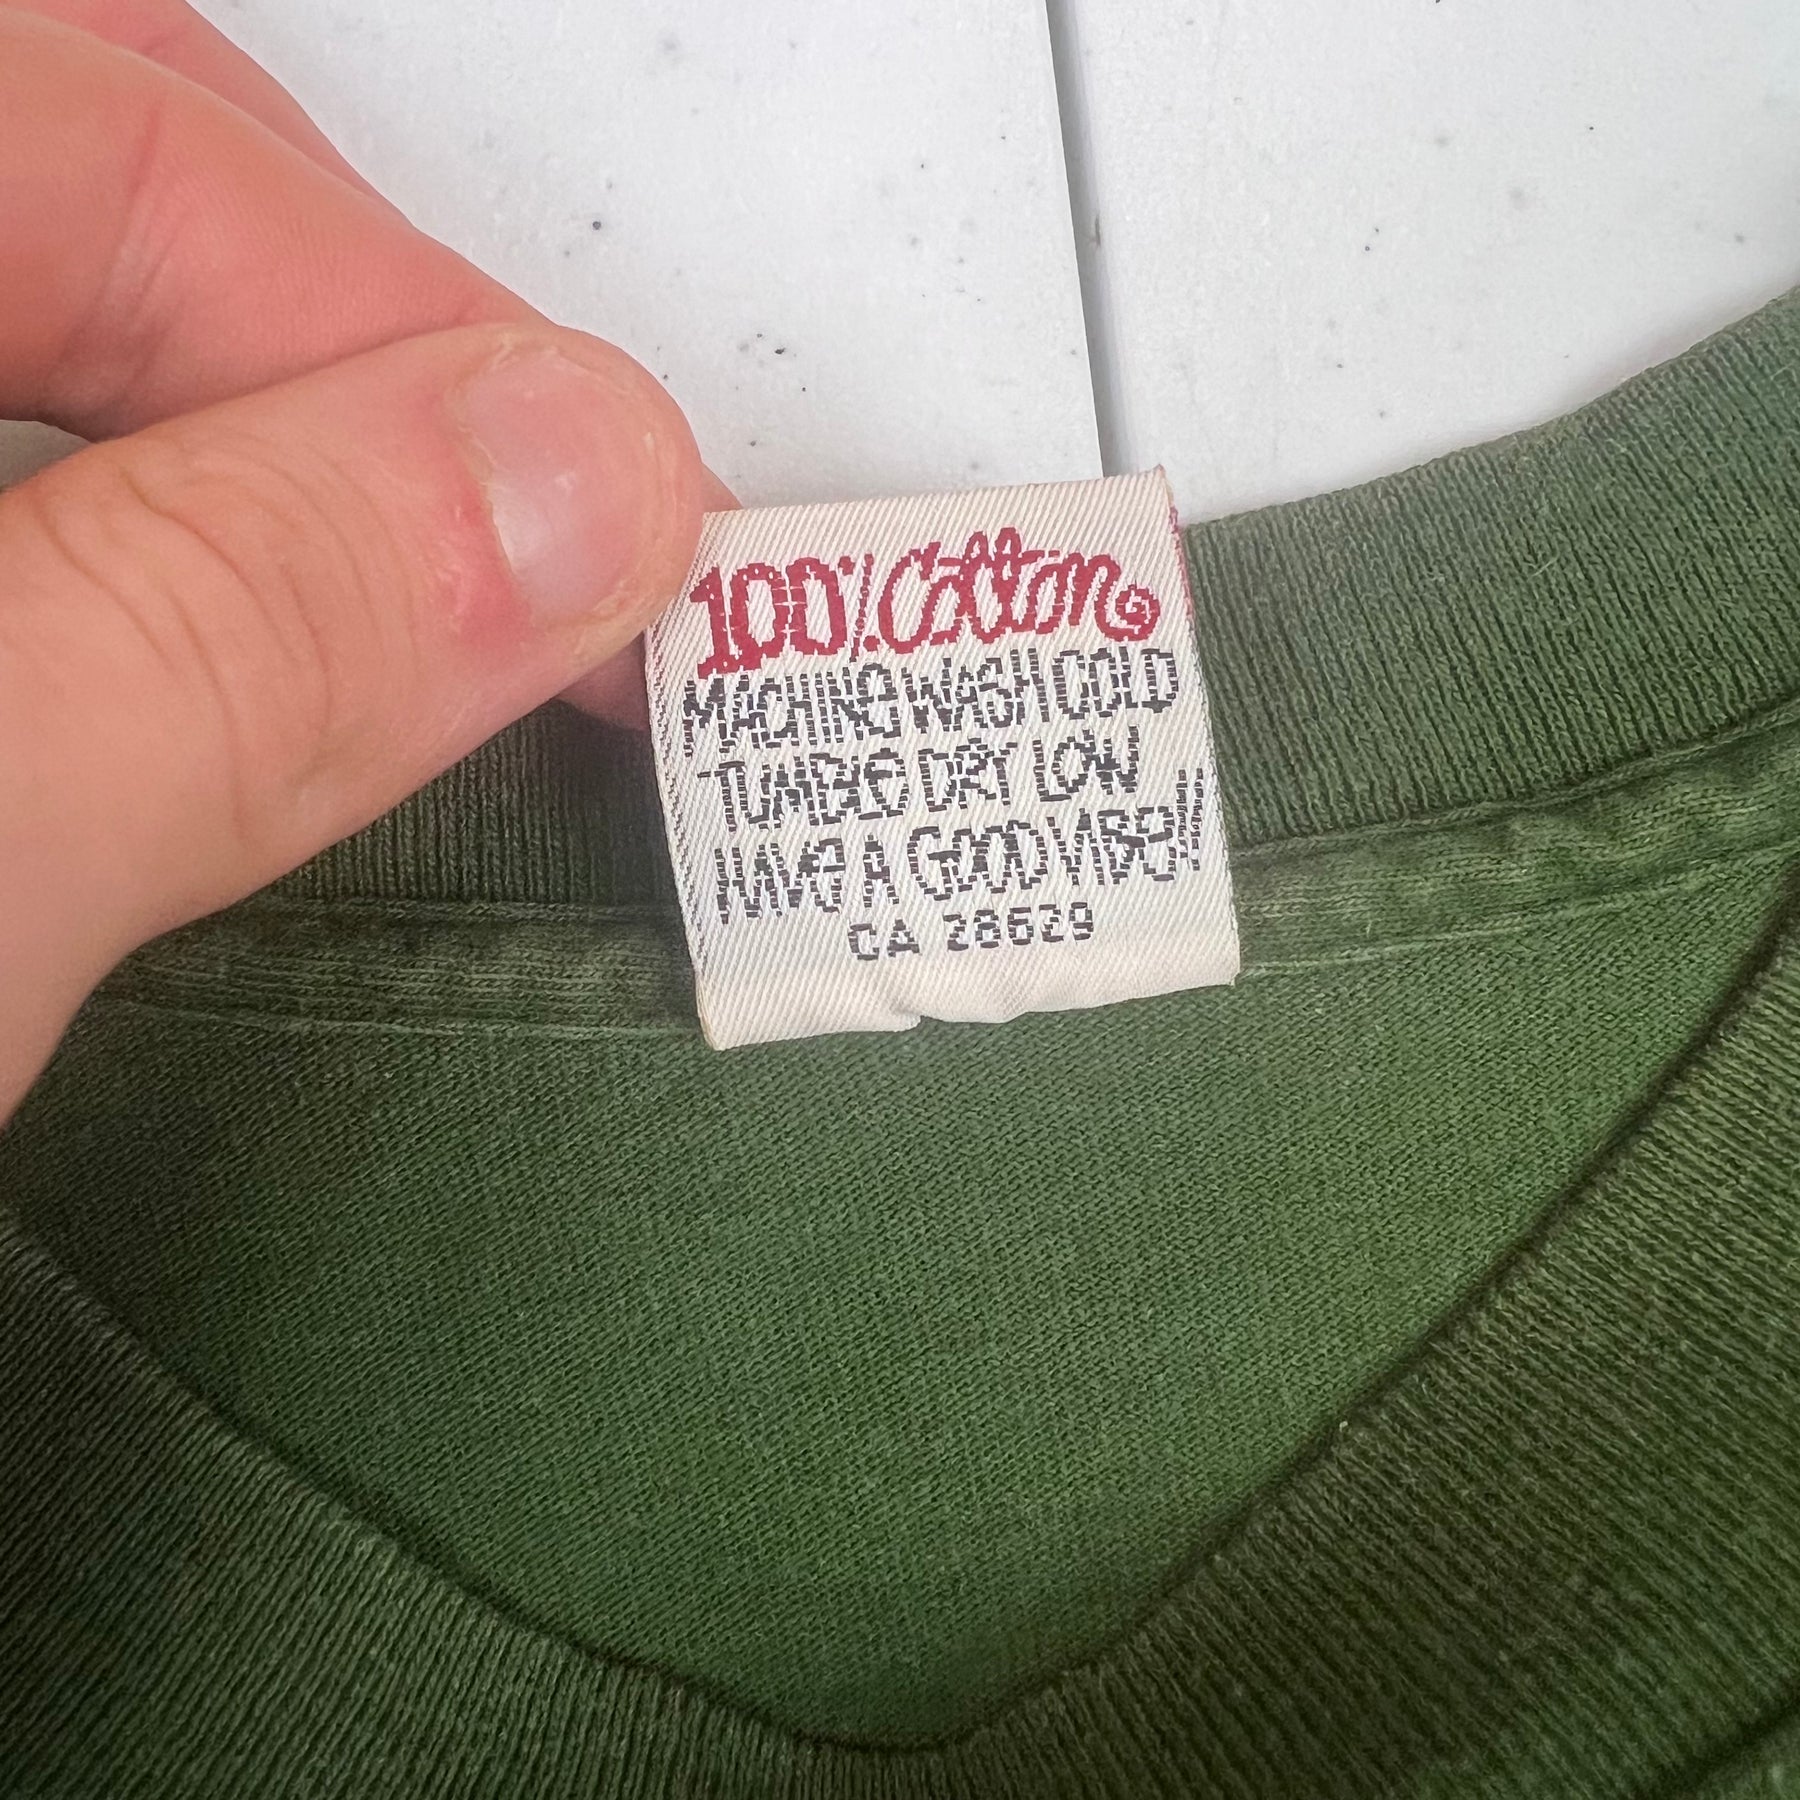 100% Cotton
MACHINE WASH COLD
TUMBLE DRY LOW
HAVE A GOOD VIBE!!
CA 28629